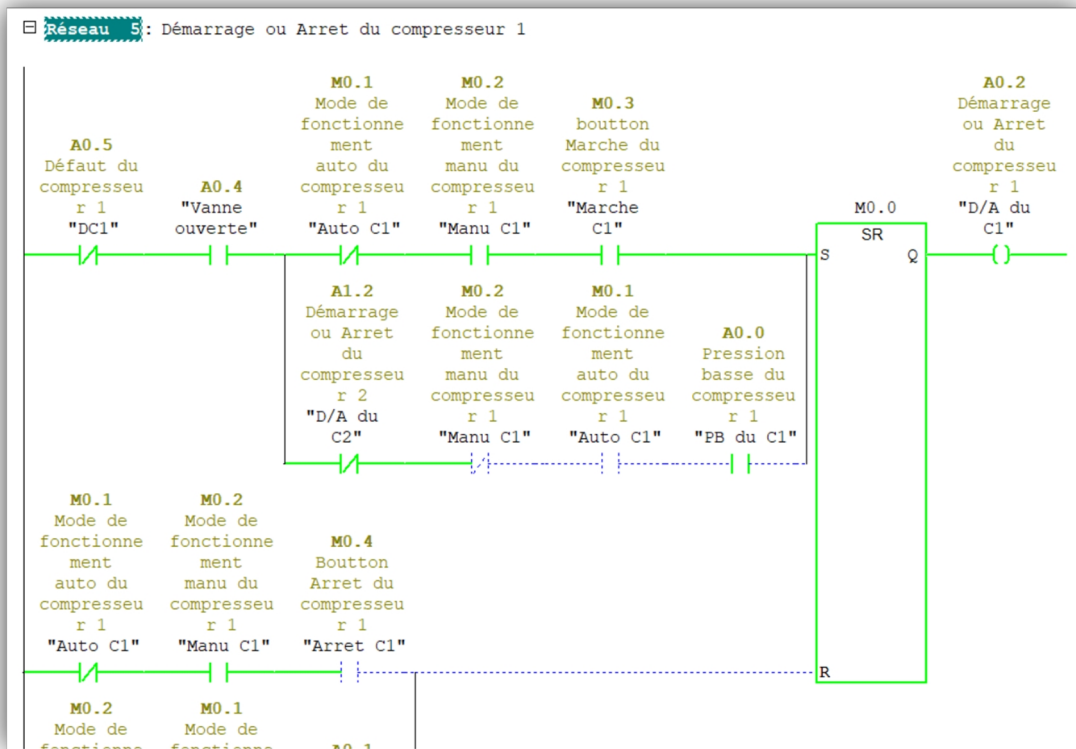 Réseau 5: Démarrage ou Arret du compresseur 1
A0.5
Défaut du
compresseu
r 1
"DC1"
A0.4
"Vanne
ouverte"
M0.1
Mode de
fonctionne
ment
auto du
compresseu
r 1
"Auto C1"
M0.2
Mode de
fonctionne
ment
manu du
compresseu
r 1
"Manu C1"
M0.3
boutton
Marche du
compresseu
r 1
"Marche
C1"
M0.0
SR
S
Q
A0.2
Démarrage
ou Arret
du
compresseu
r 1
"D/A du
C1"
A1.2
Démarrage
ou Arret
du
compresseu
r 2
"D/A du
C2"
M0.2
Mode de
fonctionne
ment
manu du
compresseu
r 1
"Manu C1"
M0.1
Mode de
fonctionne
ment
auto du
compresseu
r 1
"Auto C1"
A0.0
Pression
basse du
compresseu
r 1
"PB du C1"
M0.1
Mode de
fonctionne
ment
auto du
compresseu
r 1
"Auto C1"
M0.2
Mode de
fonctionne
ment
manu du
compresseu
r 1
"Manu C1"
M0.4
Boutton
Arret du
compresseu
r 1
"Arret C1"
R
M0.2
Mode de
fonctionne
M0.1
Mode de
fonctionne
A0.1